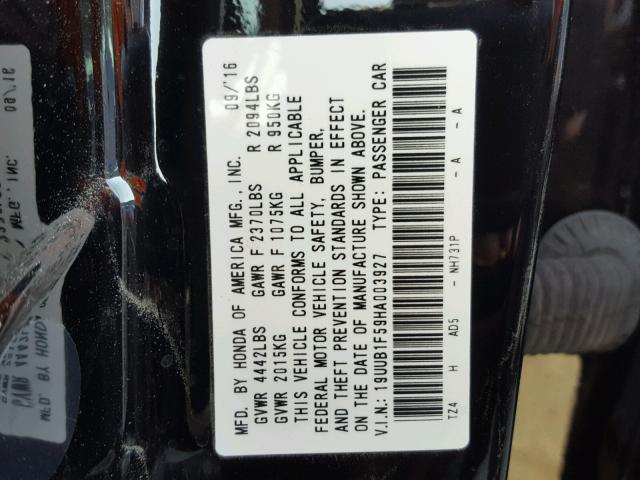 MFD. BY HONDA OF AMERICA MFG., INC. 09/'16
GVWR 4442LBS GAWR F 2370LBS R 2094LBS
GVWR 2015KG GAWR F 1075KG R 950KG
THIS VEHICLE CONFORMS TO ALL APPLICABLE
FEDERAL MOTOR VEHICLE SAFETY, BUMPER,
AND THEFT PREVENTION STANDARDS IN EFFECT
ON THE DATE OF MANUFACTURE SHOWN ABOVE.
V.I.N.: 19UUB1F59HA003927 TYPE: PASSENGER CAR
TZ4 H AD5 - NH731P - A - A